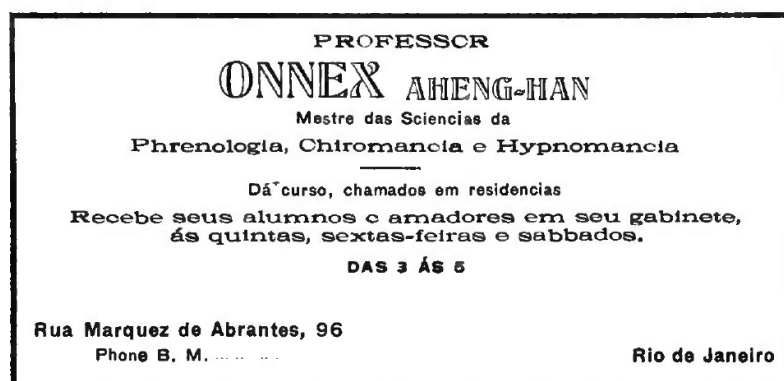 PROFESSOR
ONNEX AHENG-HAN
Mestre das Sciencias da
Phrenologia, Chiromancia e Hypnomancia
Dá curso, chamados em residencias
Recebe seus alumnos e amadores em seu gabinete,
ás quintas, sextas-feiras e sabbados.
DAS 3 ÁS 5
Rua Marquez de Abrantes, 96
Phone B. M. ........
Rio de Janeiro